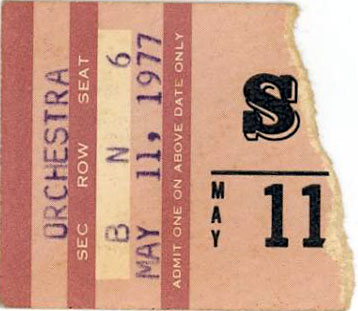 ORCHESTRA
SEC ROW SEAT
B N 6
MAY 11, 1977
ADMIT ONE ON ABOVE DATE ONLY
S
MAY 11